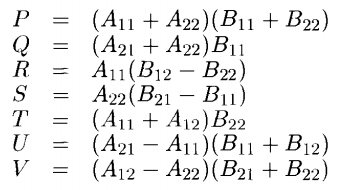 P = (A₁₁ + A₂₂)(B₁₁ + B₂₂)
Q = (A₂₁ + A₂₂)B₁₁
R = A₁₁(B₁₂ − B₂₂)
S = A₂₂(B₂₁ − B₁₁)
T = (A₁₁ + A₁₂)B₂₂
U = (A₂₁ − A₁₁)(B₁₁ + B₁₂)
V = (A₁₂ − A₂₂)(B₂₁ + B₂₂)